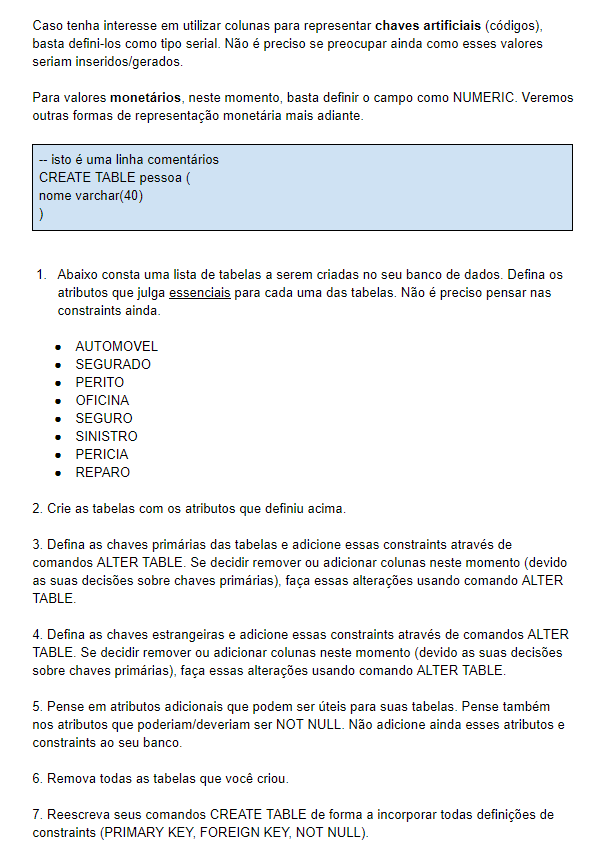 Caso tenha interesse em utilizar colunas para representar chaves artificiais (códigos),
basta defini-los como tipo serial. Não é preciso se preocupar ainda como esses valores
seriam inseridos/gerados.
Para valores monetários, neste momento, basta definir o campo como NUMERIC. Veremos
outras formas de representação monetária mais adiante.
-- isto é uma linha comentários
CREATE TABLE pessoa (
nome varchar(40)
)
1. Abaixo consta uma lista de tabelas a serem criadas no seu banco de dados. Defina os
atributos que julga essenciais para cada uma das tabelas. Não é preciso pensar nas
constraints ainda.
● AUTOMOVEL
● SEGURADO
● PERITO
● OFICINA
● SEGURO
● SINISTRO
● PERICIA
● REPARO
2. Crie as tabelas com os atributos que definiu acima.
3. Defina as chaves primárias das tabelas e adicione essas constraints através de
comandos ALTER TABLE. Se decidir remover ou adicionar colunas neste momento (devido
as suas decisões sobre chaves primárias), faça essas alterações usando comando ALTER
TABLE.
4. Defina as chaves estrangeiras e adicione essas constraints através de comandos ALTER
TABLE. Se decidir remover ou adicionar colunas neste momento (devido as suas decisões
sobre chaves primárias), faça essas alterações usando comando ALTER TABLE.
5. Pense em atributos adicionais que podem ser úteis para suas tabelas. Pense também
nos atributos que poderiam/deveriam ser NOT NULL. Não adicione ainda esses atributos e
constraints ao seu banco.
6. Remova todas as tabelas que você criou.
7. Reescreva seus comandos CREATE TABLE de forma a incorporar todas definições de
constraints (PRIMARY KEY, FOREIGN KEY, NOT NULL).